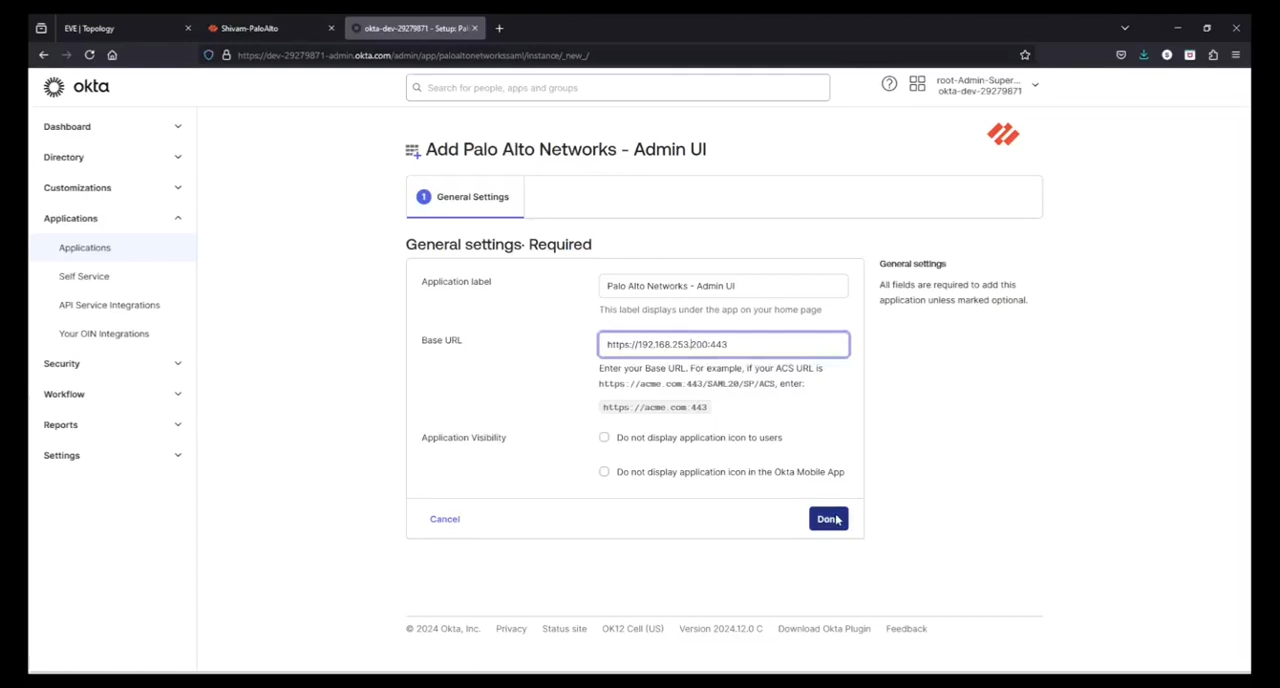 EVE | Topology
Shivam-PaloAlto
okta-dev-29279871 - Setup: Pal
https://dev-29279871-admin.okta.com/admin/app/paloaltonetworkssaml/instance/_new_/
okta
Search for people, apps and groups
root-Admin-Super...
okta-dev-29279871
Dashboard
Directory
Customizations
Applications
Applications
Self Service
API Service Integrations
Your OIN Integrations
Security
Workflow
Reports
Settings
Add Palo Alto Networks - Admin UI
1 General Settings
General settings· Required
Application label
Palo Alto Networks - Admin UI
This label displays under the app on your home page
Base URL
https://192.168.253.200:443
Enter your Base URL. For example, if your ACS URL is
https://acme.com:443/SAML20/SP/ACS, enter:
https://acme.com:443
Application Visibility
Do not display application icon to users
Do not display application icon in the Okta Mobile App
Cancel
Done
General settings
All fields are required to add this
application unless marked optional.
© 2024 Okta, Inc. Privacy Status site OK12 Cell (US) Version 2024.12.0 C Download Okta Plugin Feedback